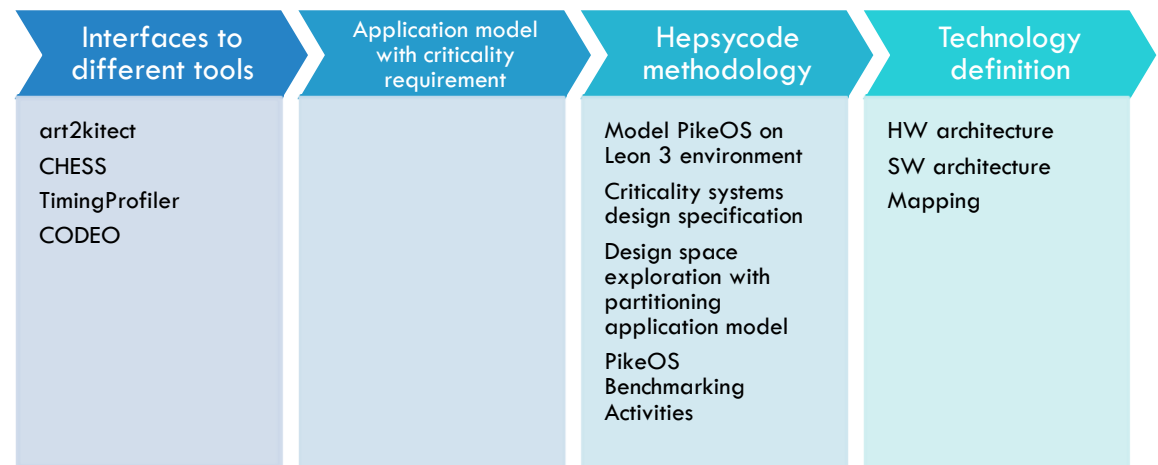 Interfaces to
different tools
art2kitect
CHESS
TimingProfiler
CODEO
Application model
with criticality
requirement
Hepsycode
methodology
Model PikeOS on
Leon 3 environment
Criticality systems
design specification
Design space
exploration with
partitioning
application model
PikeOS
Benchmarking
Activities
Technology
definition
HW architecture
SW architecture
Mapping